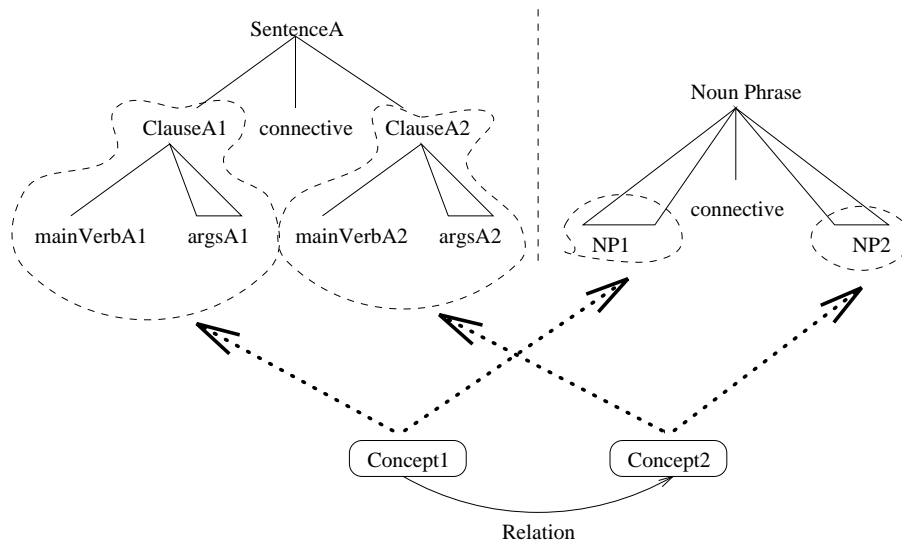 SentenceA
Noun Phrase
ClauseA1
connective
ClauseA2
connective
mainVerbA1
argsA1
mainVerbA2
argsA2
NP1
NP2
Concept1
Concept2
Relation